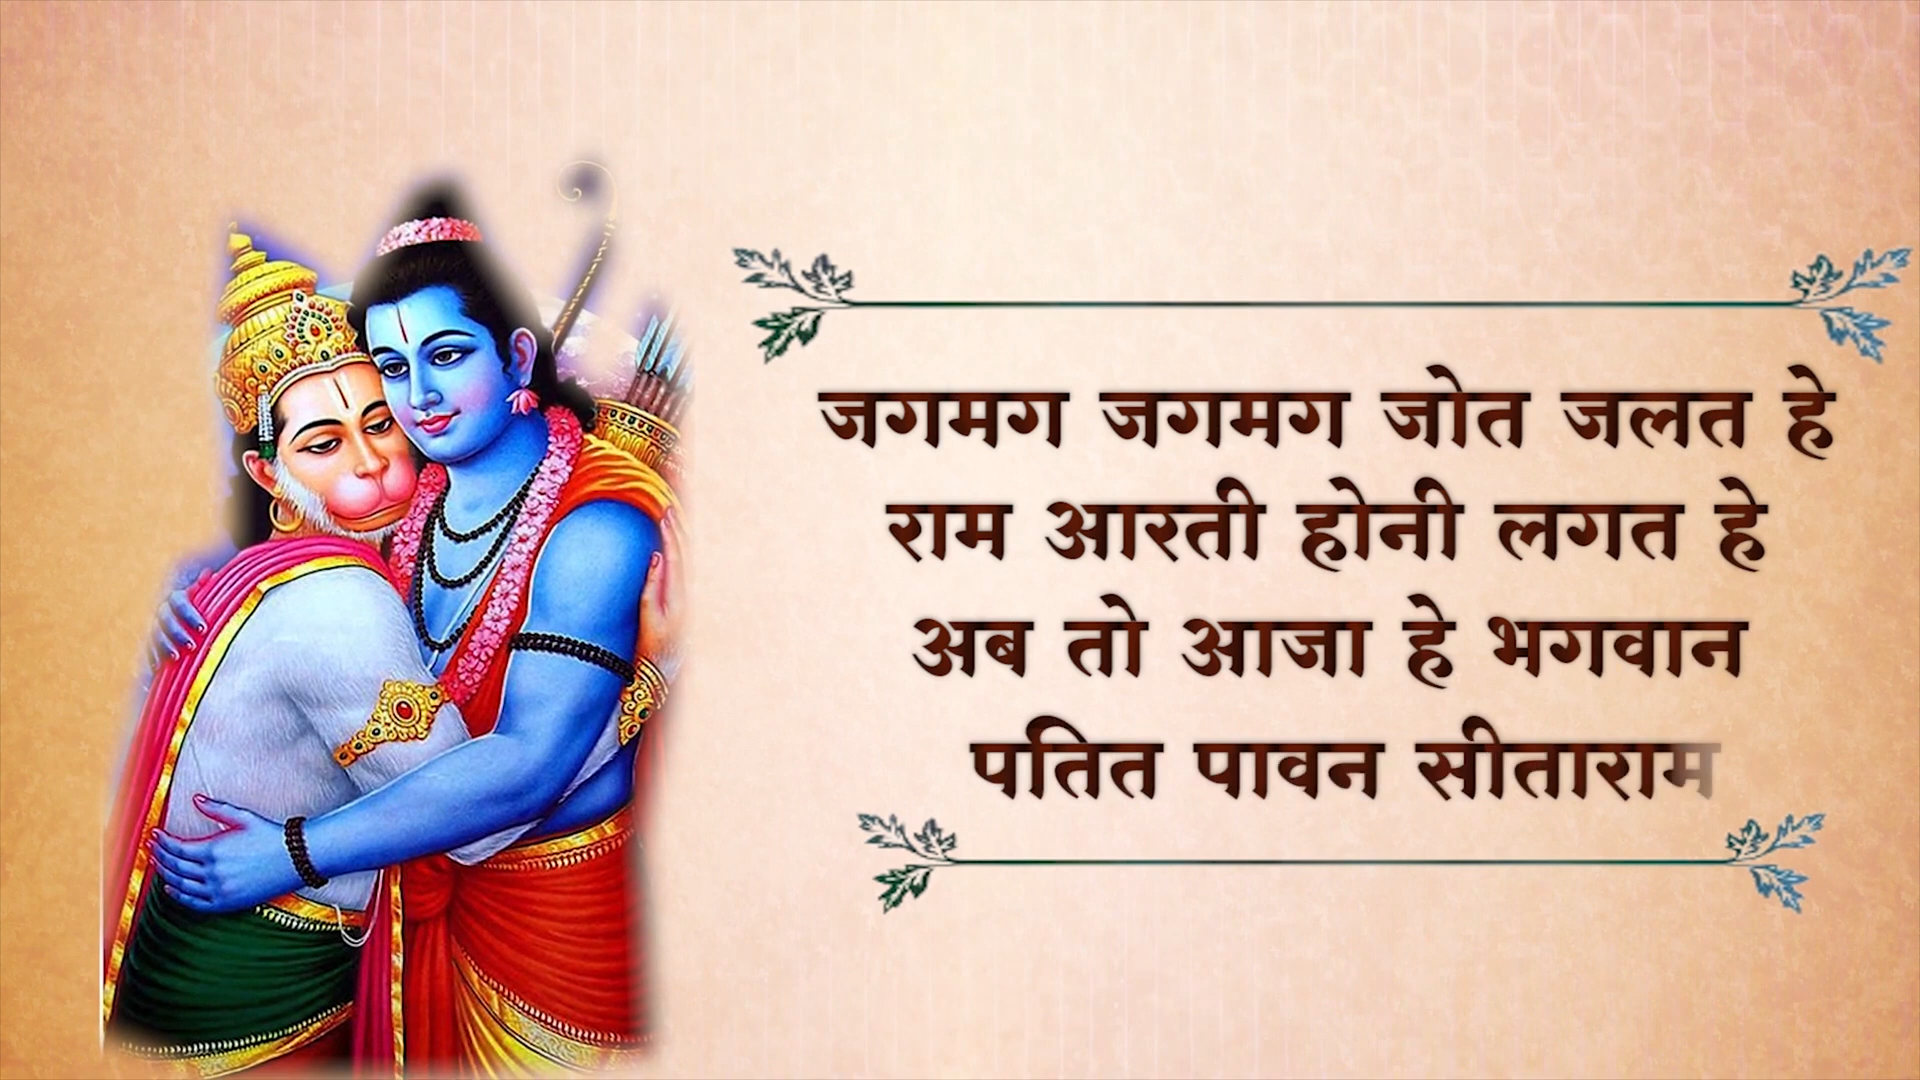 जगमग जगमग जोत जलत हे
राम आरती होनी लगत हे
अब तो आजा हे भगवान
पतित पावन सीताराम